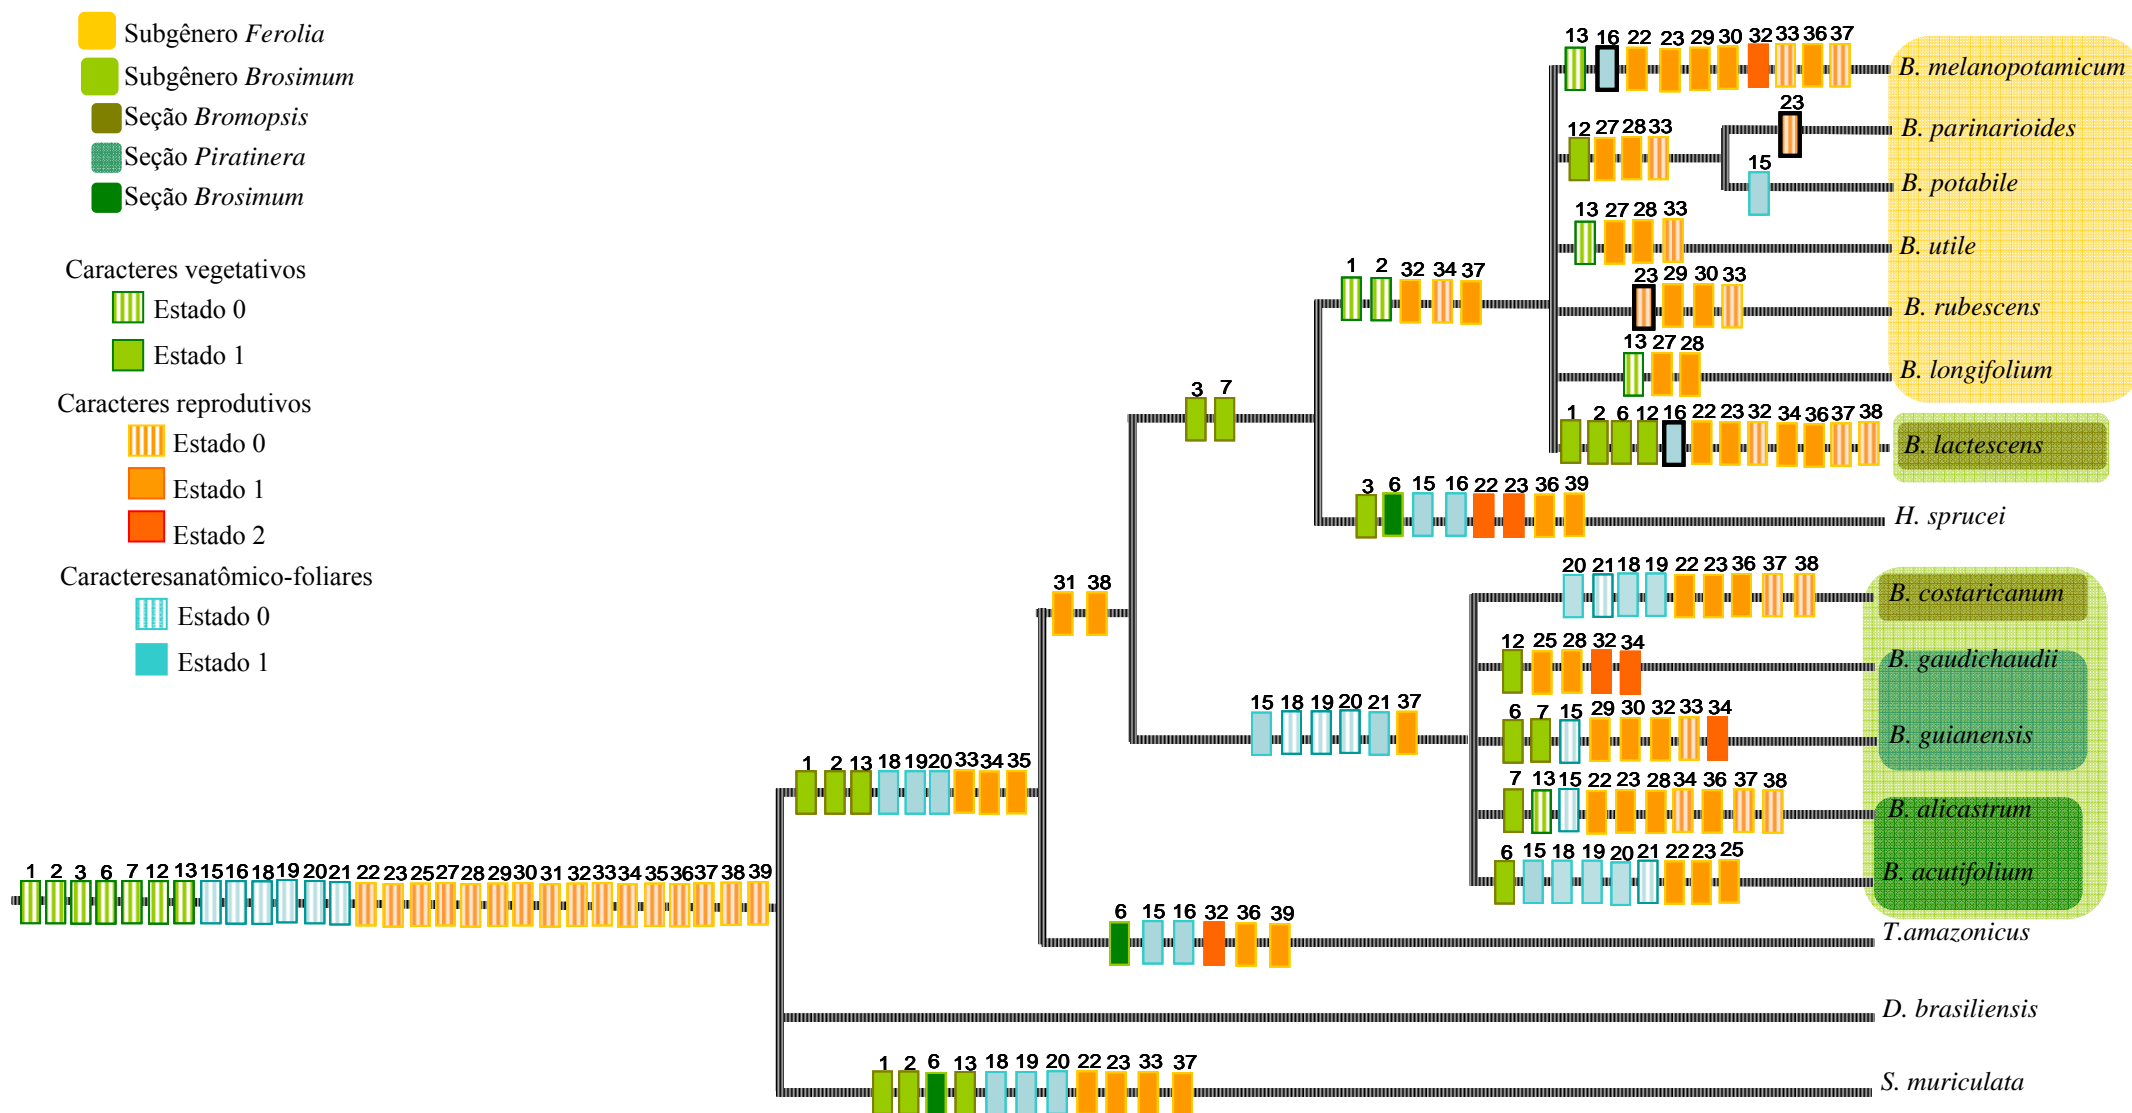 Subgênero Ferolia
Subgênero Brosimum
Seção Bromopsis
Seção Piratinera
Seção Brosimum
Caracteres vegetativos
Estado 0
Estado 1
Caracteres reprodutivos
Estado 0
Estado 1
Estado 2
Caracteresanatômico-foliares
Estado 0
Estado 1
13 16 22 23 29 30 32 33 36 37
B. melanopotamicum
23
B. parinarioides
12 27 28 33
15
B. potabile
13 27 28 33
B. utile
1 2 32 34 37
23 29 30 33
B. rubescens
13 27 28
B. longifolium
3 7
1 2 6 12 16 22 23 32 34 36 37 38
B. lactescens
3 6 15 16 22 23 36 39
H. sprucei
31 38
20 21 18 19 22 23 36 37 38
B. costaricanum
12 25 28 32 34
B. gaudichaudii
15 18 19 20 21 37
6 7 15 29 30 32 33 34
B. guianensis
1 2 13 18 19 20 33 34 35
7 13 15 22 23 28 34 36 37 38
B. alicastrum
6 15 18 19 20 21 22 23 25
B. acutifolium
1 2 3 6 7 12 13 15 16 18 19 20 21 22 23 25 27 28 29 30 31 32 33 34 35 36 37 38 39
6 15 16 32 36 39
T.amazonicus
D. brasiliensis
1 2 6 13 18 19 20 22 23 33 37
S. muriculata